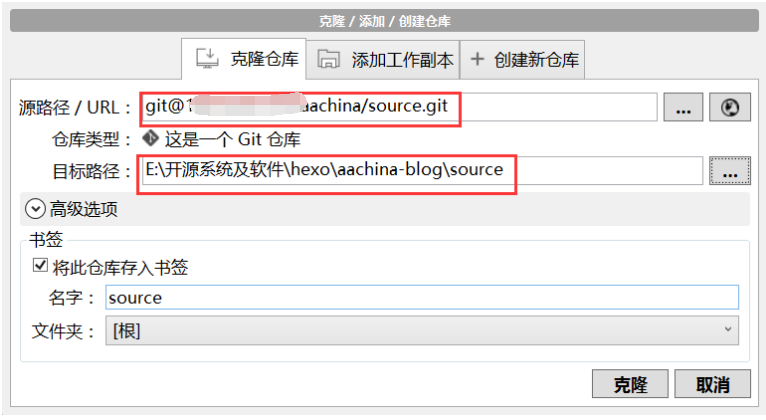 克隆 / 添加 / 创建仓库
克隆仓库 添加工作副本 创建新仓库
源路径 / URL： git@1 aachina/source.git ...
仓库类型： 这是一个 Git 仓库
目标路径： E:\开源系统及软件\hexo\aachina-blog\source ...
高级选项
书签
将此仓库存入书签
名字： source
文件夹： [根]
克隆 取消